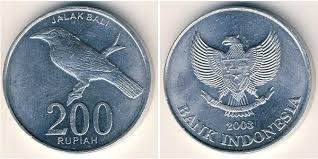 JALAK BALI
200
RUPIAH
2003
BANK INDONESIA